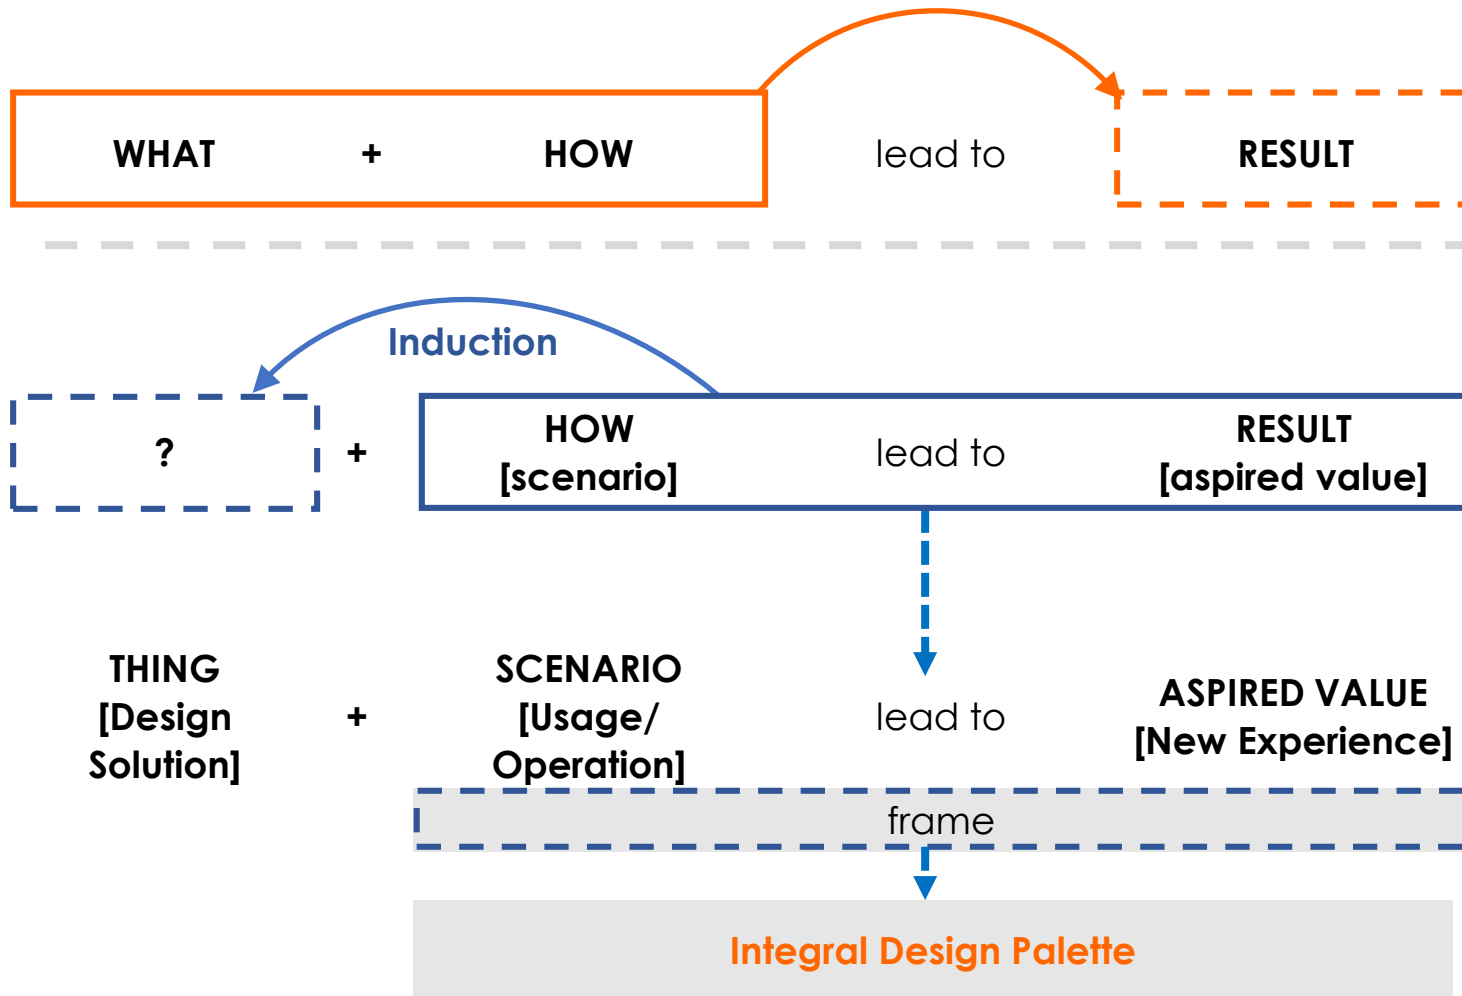 WHAT + HOW lead to RESULT
Induction
? + HOW [scenario] lead to RESULT [aspired value]
THING [Design Solution] + SCENARIO [Usage/ Operation] lead to ASPIRED VALUE [New Experience]
frame
Integral Design Palette